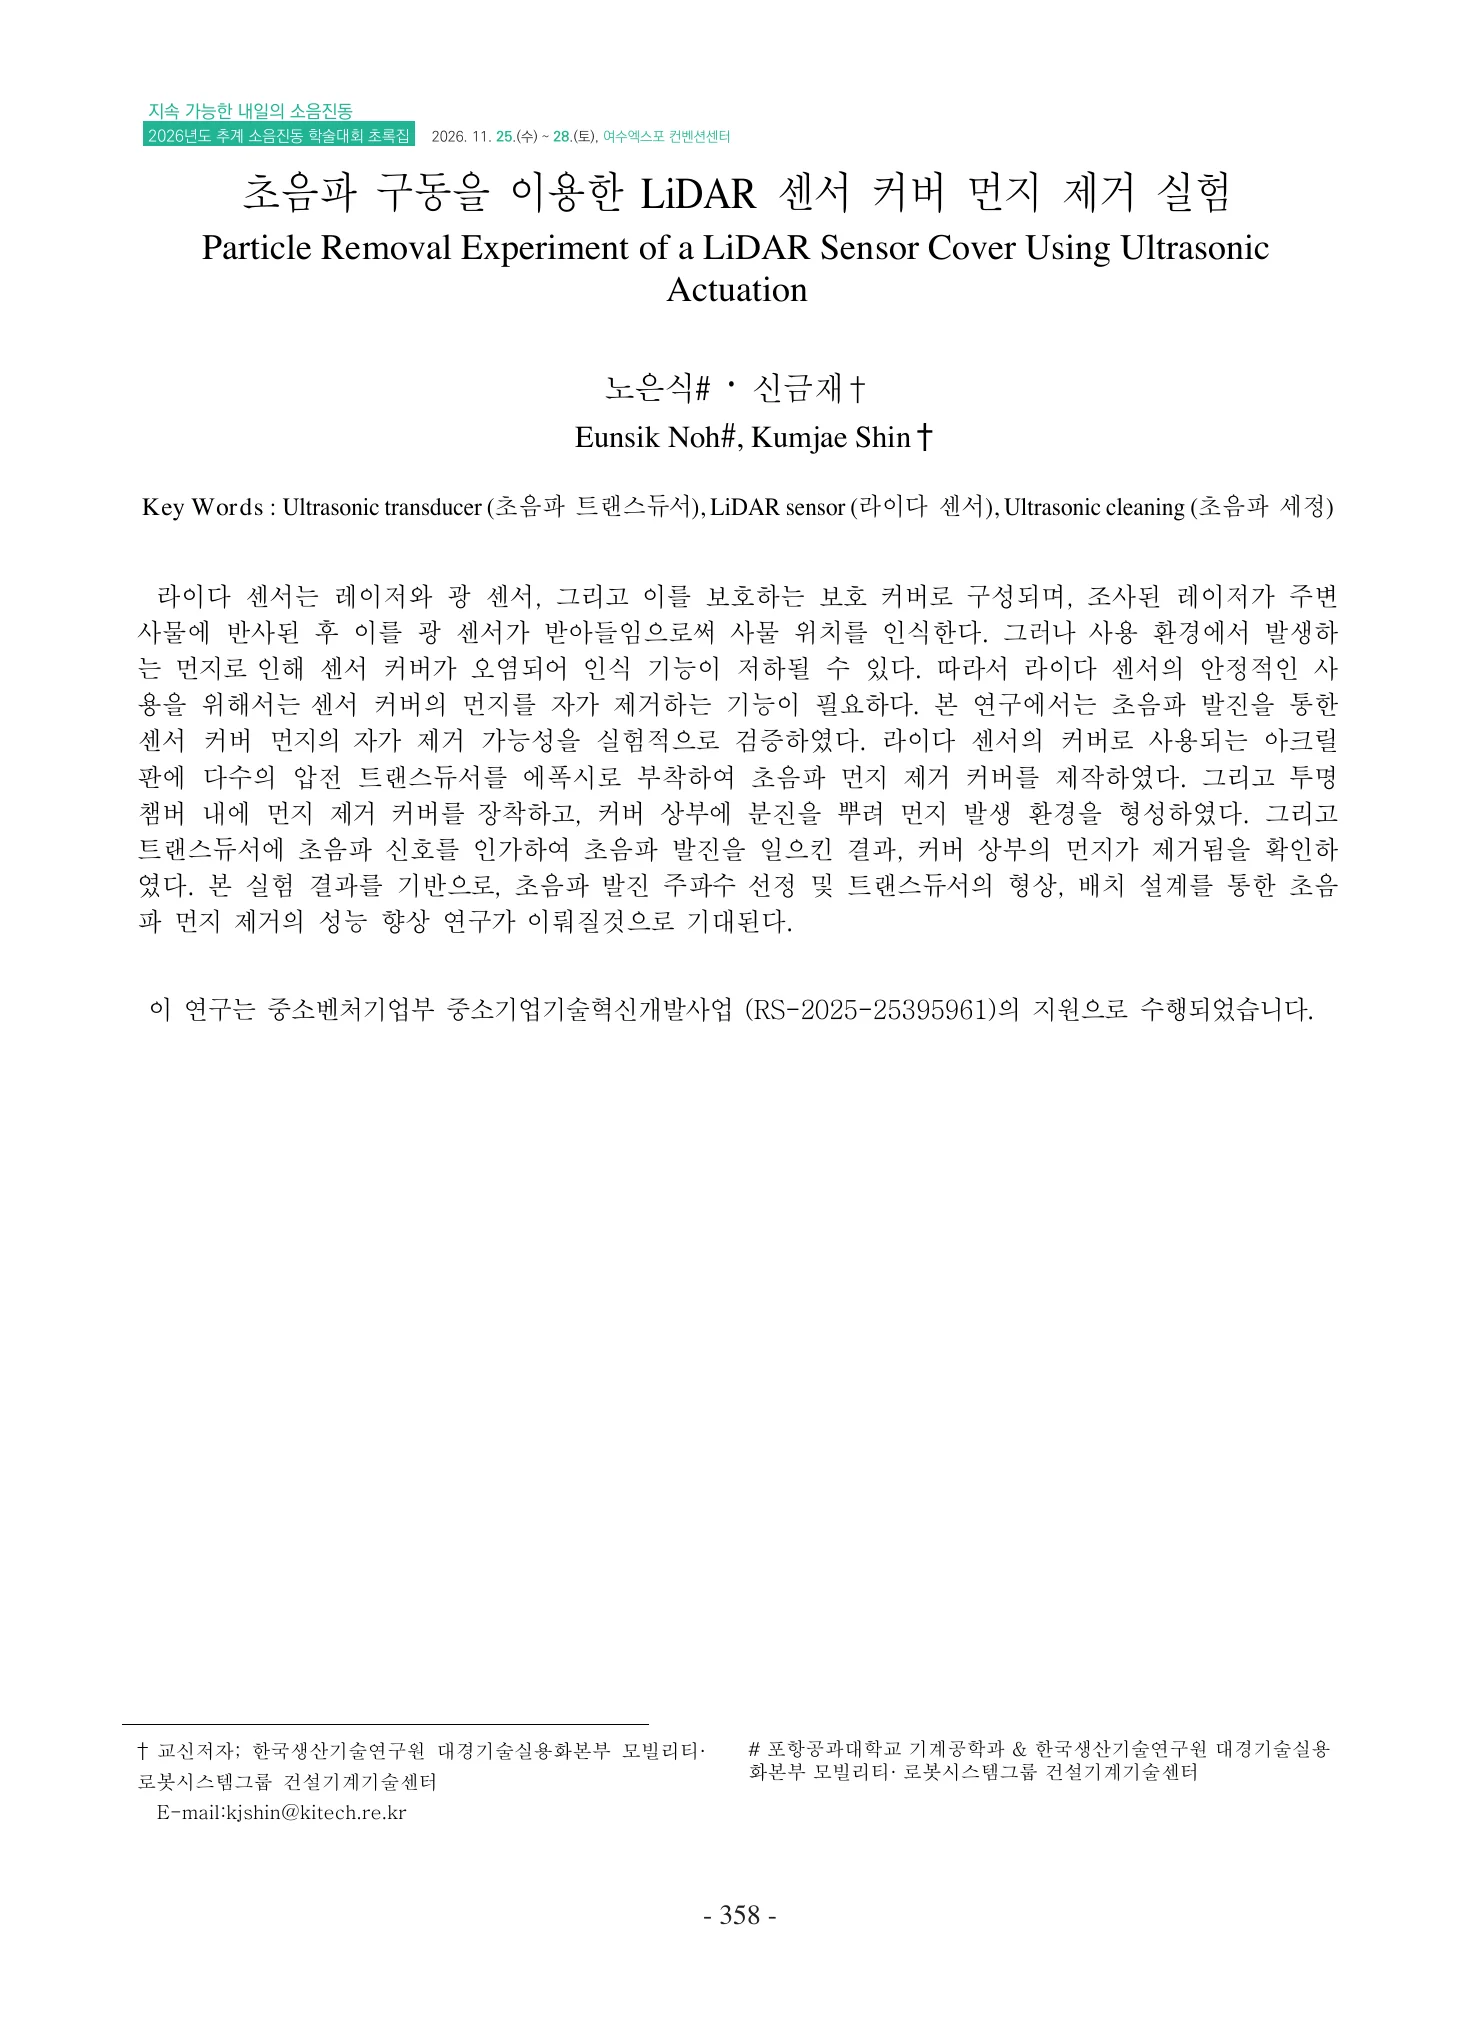 지속 가능한 내일의 소음진동
2026년도 추계 소음진동 학술대회 초록집 2026. 11. 25.(수) ~ 28.(토), 여수엑스포 컨벤션센터
초음파 구동을 이용한 LiDAR 센서 커버 먼지 제거 실험
Particle Removal Experiment of a LiDAR Sensor Cover Using Ultrasonic
Actuation
노은식# · 신금재†
Eunsik Noh#, Kumjae Shin†
Key Words : Ultrasonic transducer (초음파 트랜스듀서), LiDAR sensor (라이다 센서), Ultrasonic cleaning (초음파 세정)
라이다 센서는 레이저와 광 센서, 그리고 이를 보호하는 보호 커버로 구성되며, 조사된 레이저가 주변
사물에 반사된 후 이를 광 센서가 받아들임으로써 사물 위치를 인식한다. 그러나 사용 환경에서 발생하
는 먼지로 인해 센서 커버가 오염되어 인식 기능이 저하될 수 있다. 따라서 라이다 센서의 안정적인 사
용을 위해서는 센서 커버의 먼지를 자가 제거하는 기능이 필요하다. 본 연구에서는 초음파 발진을 통한
센서 커버 먼지의 자가 제거 가능성을 실험적으로 검증하였다. 라이다 센서의 커버로 사용되는 아크릴
판에 다수의 압전 트랜스듀서를 에폭시로 부착하여 초음파 먼지 제거 커버를 제작하였다. 그리고 투명
챔버 내에 먼지 제거 커버를 장착하고, 커버 상부에 분진을 뿌려 먼지 발생 환경을 형성하였다. 그리고
트랜스듀서에 초음파 신호를 인가하여 초음파 발진을 일으킨 결과, 커버 상부의 먼지가 제거됨을 확인하
였다. 본 실험 결과를 기반으로, 초음파 발진 주파수 선정 및 트랜스듀서의 형상, 배치 설계를 통한 초음
파 먼지 제거의 성능 향상 연구가 이뤄질것으로 기대된다.
이 연구는 중소벤처기업부 중소기업기술혁신개발사업 (RS-2025-25395961)의 지원으로 수행되었습니다.
† 교신저자; 한국생산기술연구원 대경기술실용화본부 모빌리티·
로봇시스템그룹 건설기계기술센터
E-mail:kjshin@kitech.re.kr
# 포항공과대학교 기계공학과 & 한국생산기술연구원 대경기술실용
화본부 모빌리티· 로봇시스템그룹 건설기계기술센터
- 358 -